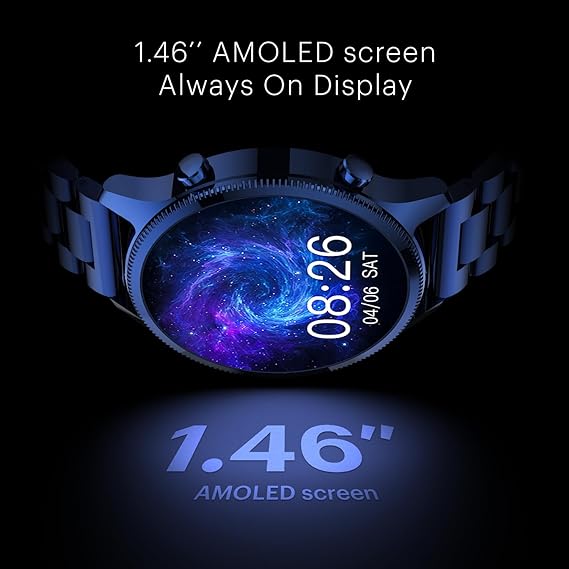 1.46’’ AMOLED screen
Always On Display
08:26
04/06 SAT
1.46"
AMOLED screen